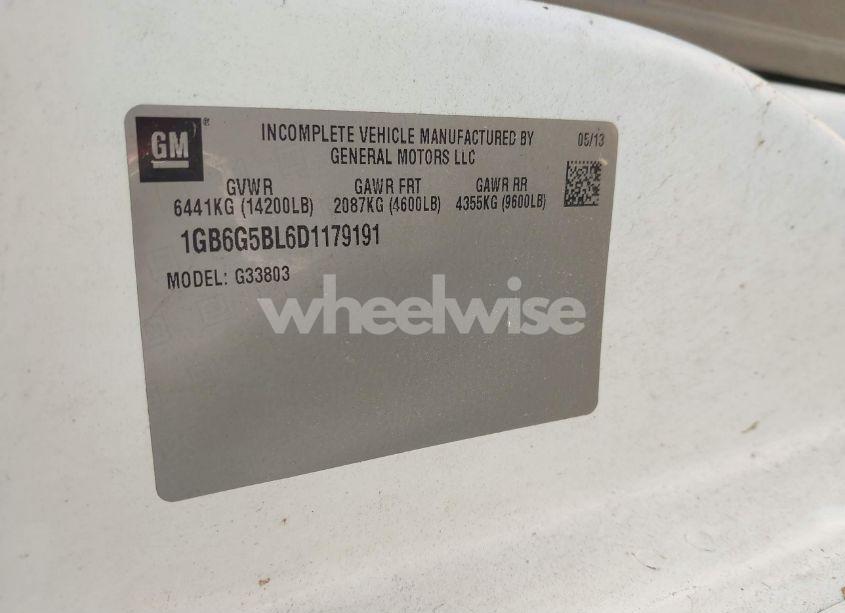 GM®
INCOMPLETE VEHICLE MANUFACTURED BY
GENERAL MOTORS LLC
05/13
GVWR
6441KG (14200LB)
GAWR FRT
2087KG (4600LB)
GAWR RR
4355KG (9600LB)
1GB6G5BL6D1179191
MODEL: G33803
wheelwise